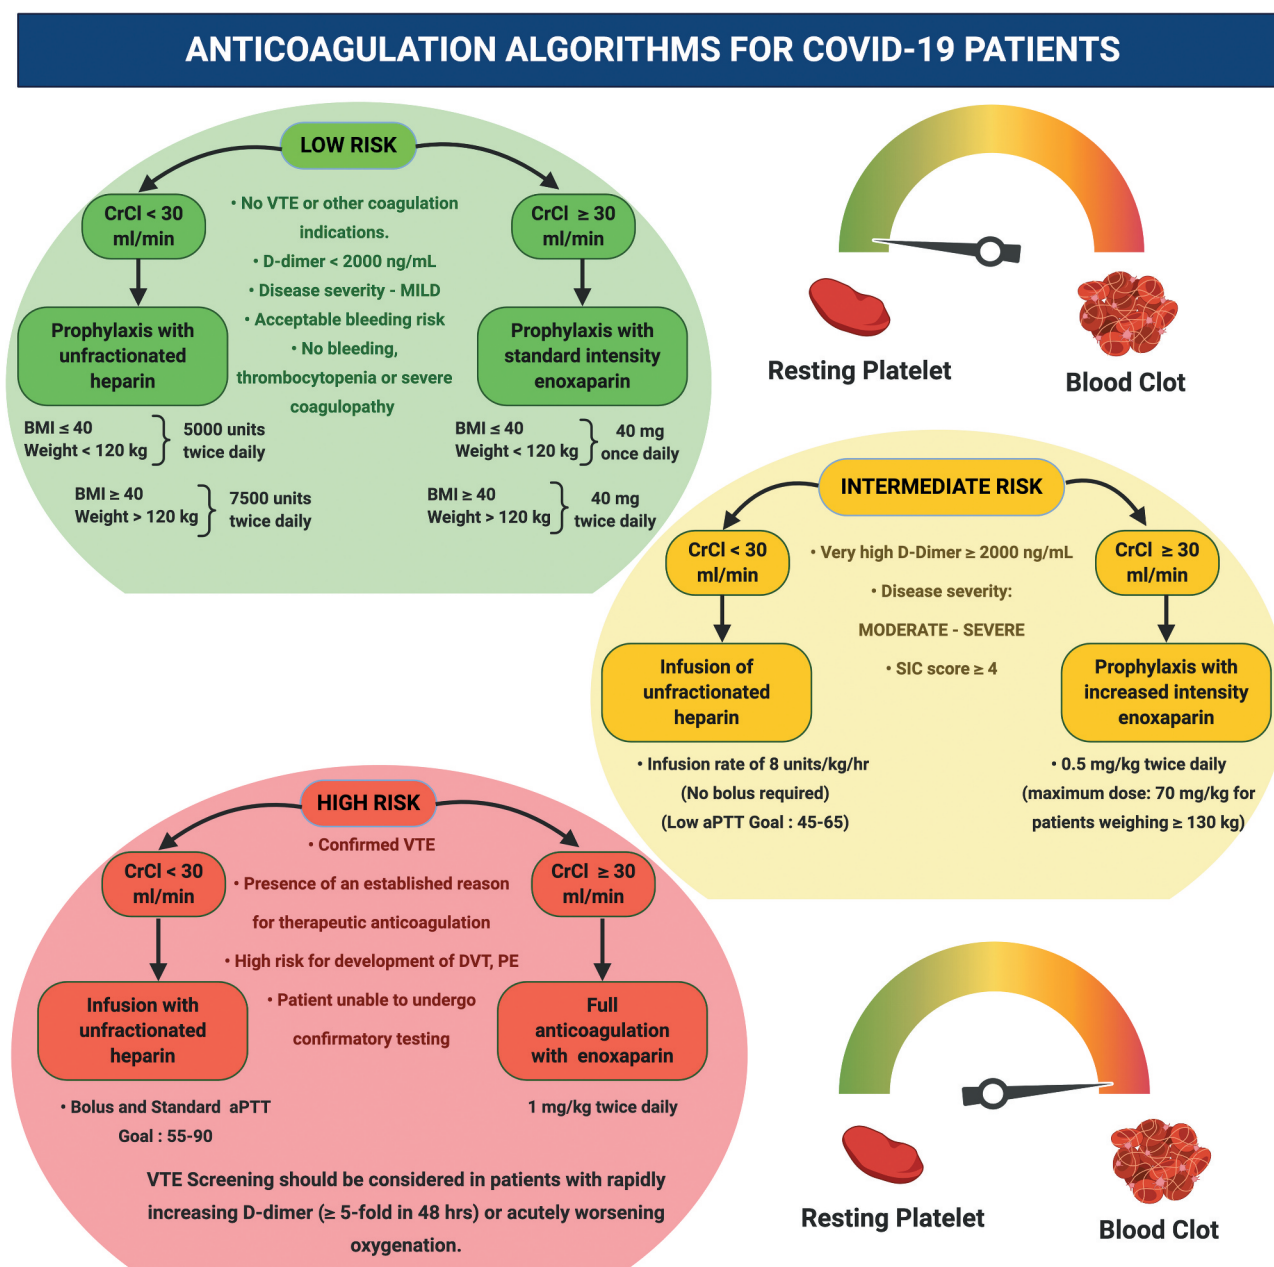 ANTICOAGULATION ALGORITHMS FOR COVID-19 PATIENTS
LOW RISK
CrCl < 30
ml/min
Prophylaxis with
unfractionated
heparin
BMI ≤ 40
Weight < 120 kg
5000 units
twice daily
BMI ≥ 40
Weight > 120 kg
7500 units
twice daily
• No VTE or other coagulation
indications.
• D-dimer < 2000 ng/mL
• Disease severity - MILD
• Acceptable bleeding risk
• No bleeding,
thrombocytopenia or severe
coagulopathy
CrCl ≥ 30
ml/min
Prophylaxis with
standard intensity
enoxaparin
BMI ≤ 40
Weight < 120 kg
40 mg
once daily
BMI ≥ 40
Weight > 120 kg
40 mg
twice daily
Resting Platelet
Blood Clot
INTERMEDIATE RISK
CrCl < 30
ml/min
Infusion of
unfractionated
heparin
• Infusion rate of 8 units/kg/hr
(No bolus required)
(Low aPTT Goal : 45-65)
• Very high D-Dimer ≥ 2000 ng/mL
• Disease severity:
MODERATE - SEVERE
• SIC score ≥ 4
CrCl ≥ 30
ml/min
Prophylaxis with
increased intensity
enoxaparin
• 0.5 mg/kg twice daily
(maximum dose: 70 mg/kg for
patients weighing ≥ 130 kg)
HIGH RISK
CrCl < 30
ml/min
Infusion with
unfractionated
heparin
• Bolus and Standard aPTT
Goal : 55-90
• Confirmed VTE
• Presence of an established reason
for therapeutic anticoagulation
• High risk for development of DVT, PE
• Patient unable to undergo
confirmatory testing
CrCl ≥ 30
ml/min
Full
anticoagulation
with enoxaparin
1 mg/kg twice daily
VTE Screening should be considered in patients with rapidly
increasing D-dimer (≥ 5-fold in 48 hrs) or acutely worsening
oxygenation.
Resting Platelet
Blood Clot